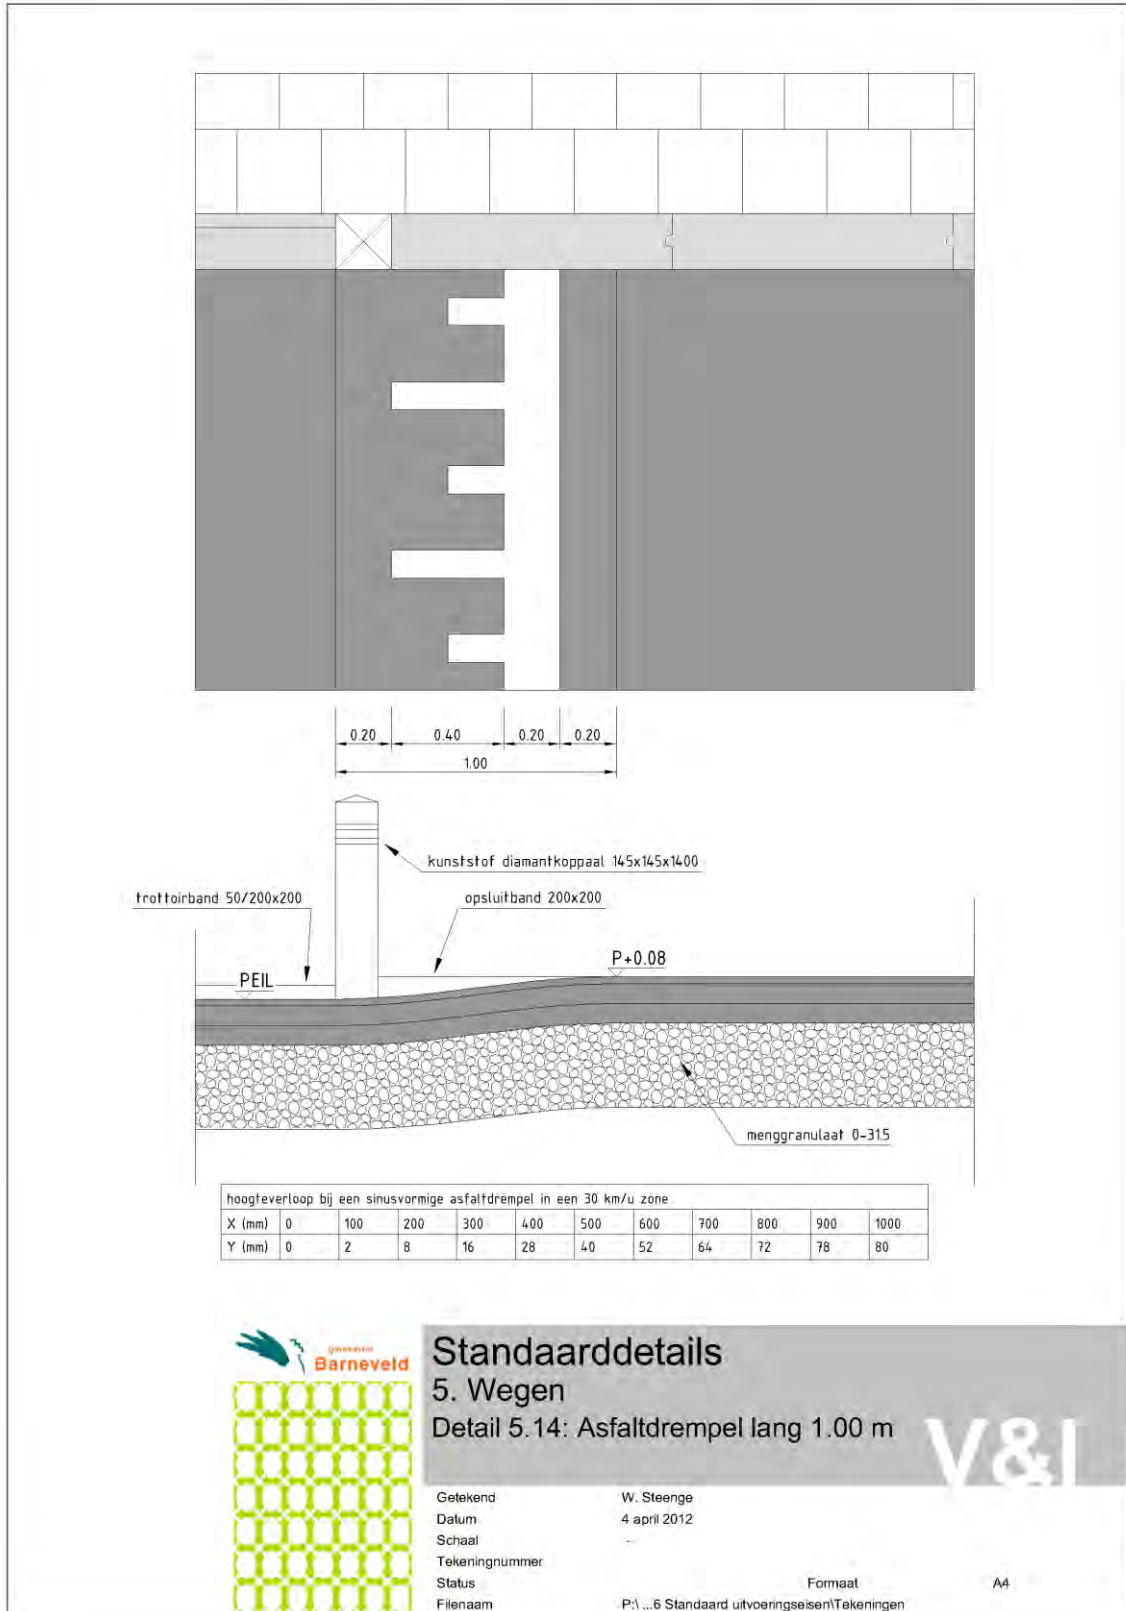 0.20 0.40 0.20 0.20
1.00
kunststof diamantkoppaal 145x145x1400
trottoirband 50/200x200
opsluitband 200x200
PEIL
P+0.08
menggranulaat 0-31.5
hoogteverloop bij een sinusvormige asfaltdrempel in een 30 km/u zone
X (mm) 0 100 200 300 400 500 600 700 800 900 1000
Y (mm) 0 2 8 16 28 40 52 64 72 78 80
Gemeente
Barneveld
Standaarddetails
5. Wegen
Detail 5.14: Asfaltdrempel lang 1.00 m
V&I
Getekend W. Steenge
Datum 4 april 2012
Schaal -
Tekeningnummer
Status Formaat A4
Filenaam P:\ ...6 Standaard uitvoeringseisen\Tekeningen